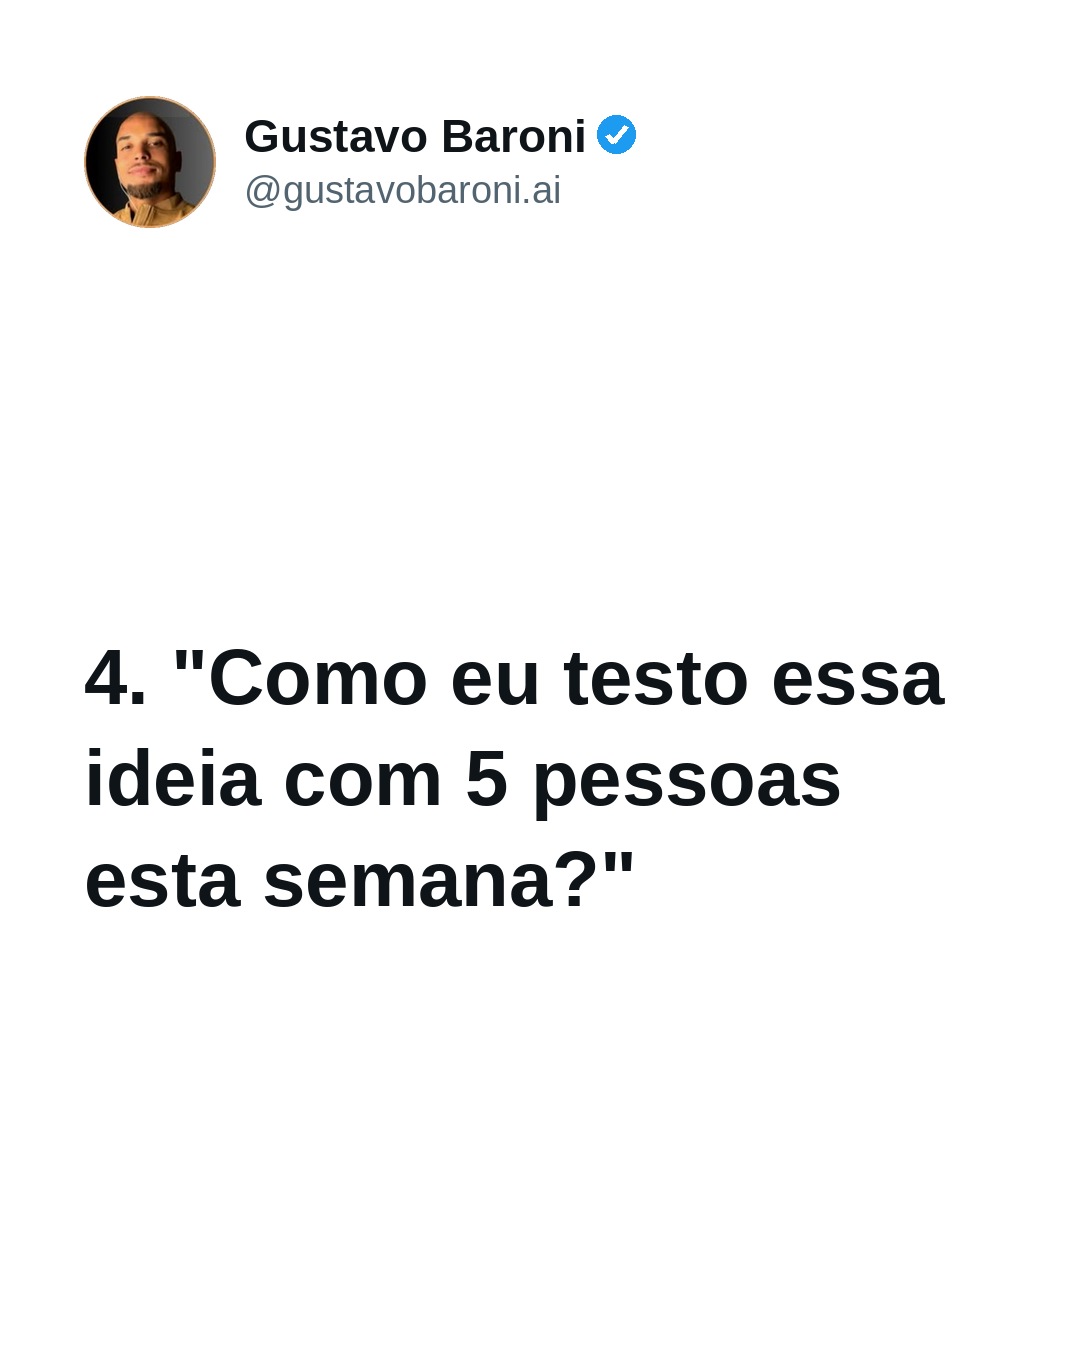 Gustavo Baroni
@gustavobaroni.ai
4. "Como eu testo essa
ideia com 5 pessoas
esta semana?"